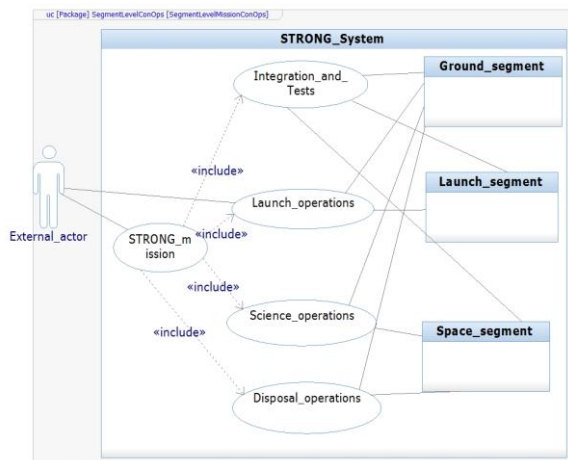 uc [Package] SegmentLevelConOps [SegmentLevelMissionConOps]
STRONG_System
Integration_and_
Tests
Ground_segment
«include»
Launch_operations
Launch_segment
External_actor
STRONG_m
ission
«include»
«include»
Science_operations
Space_segment
«include»
Disposal_operations